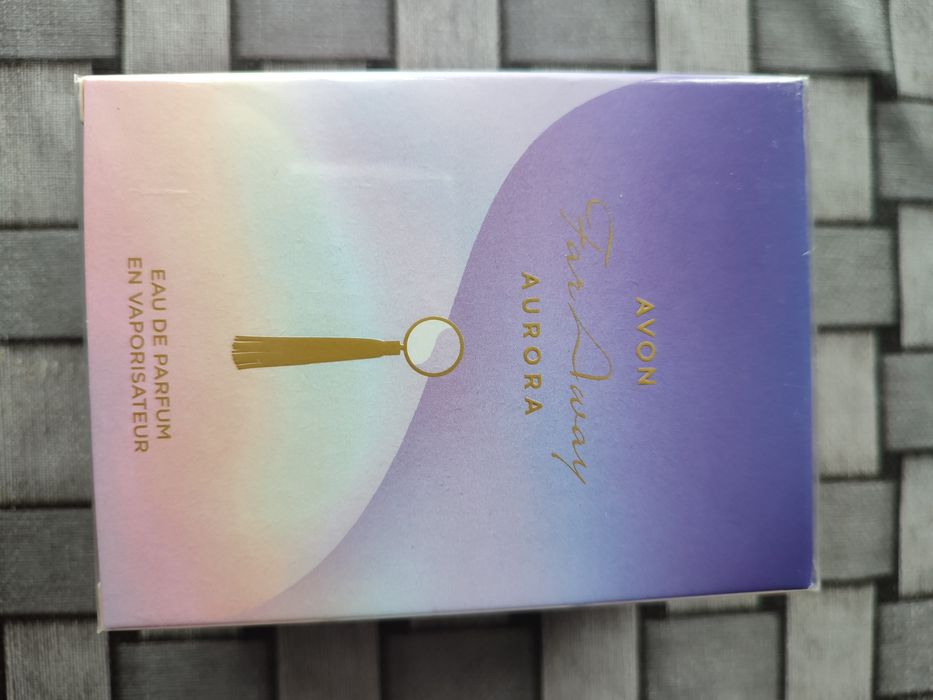 AVON
Far Away
AURORA
EAU DE PARFUM
EN VAPORISATEUR